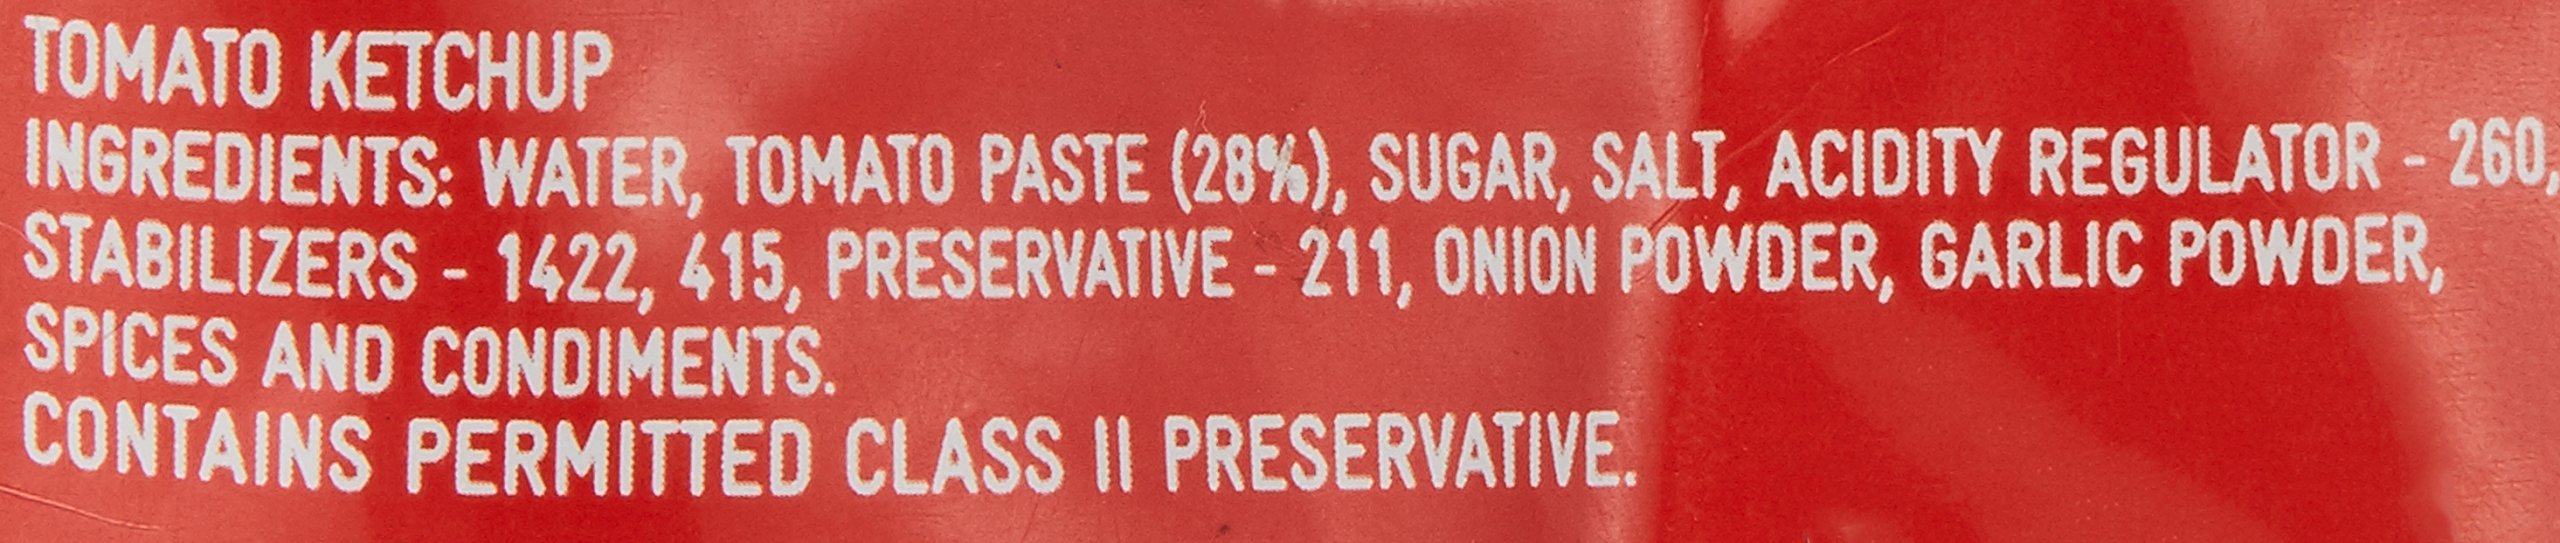 TOMATO KETCHUP
INGREDIENTS: WATER, TOMATO PASTE (28%), SUGAR, SALT, ACIDITY REGULATOR - 260,
STABILIZERS - 1422, 415, PRESERVATIVE - 211, ONION POWDER, GARLIC POWDER,
SPICES AND CONDIMENTS.
CONTAINS PERMITTED CLASS II PRESERVATIVE.